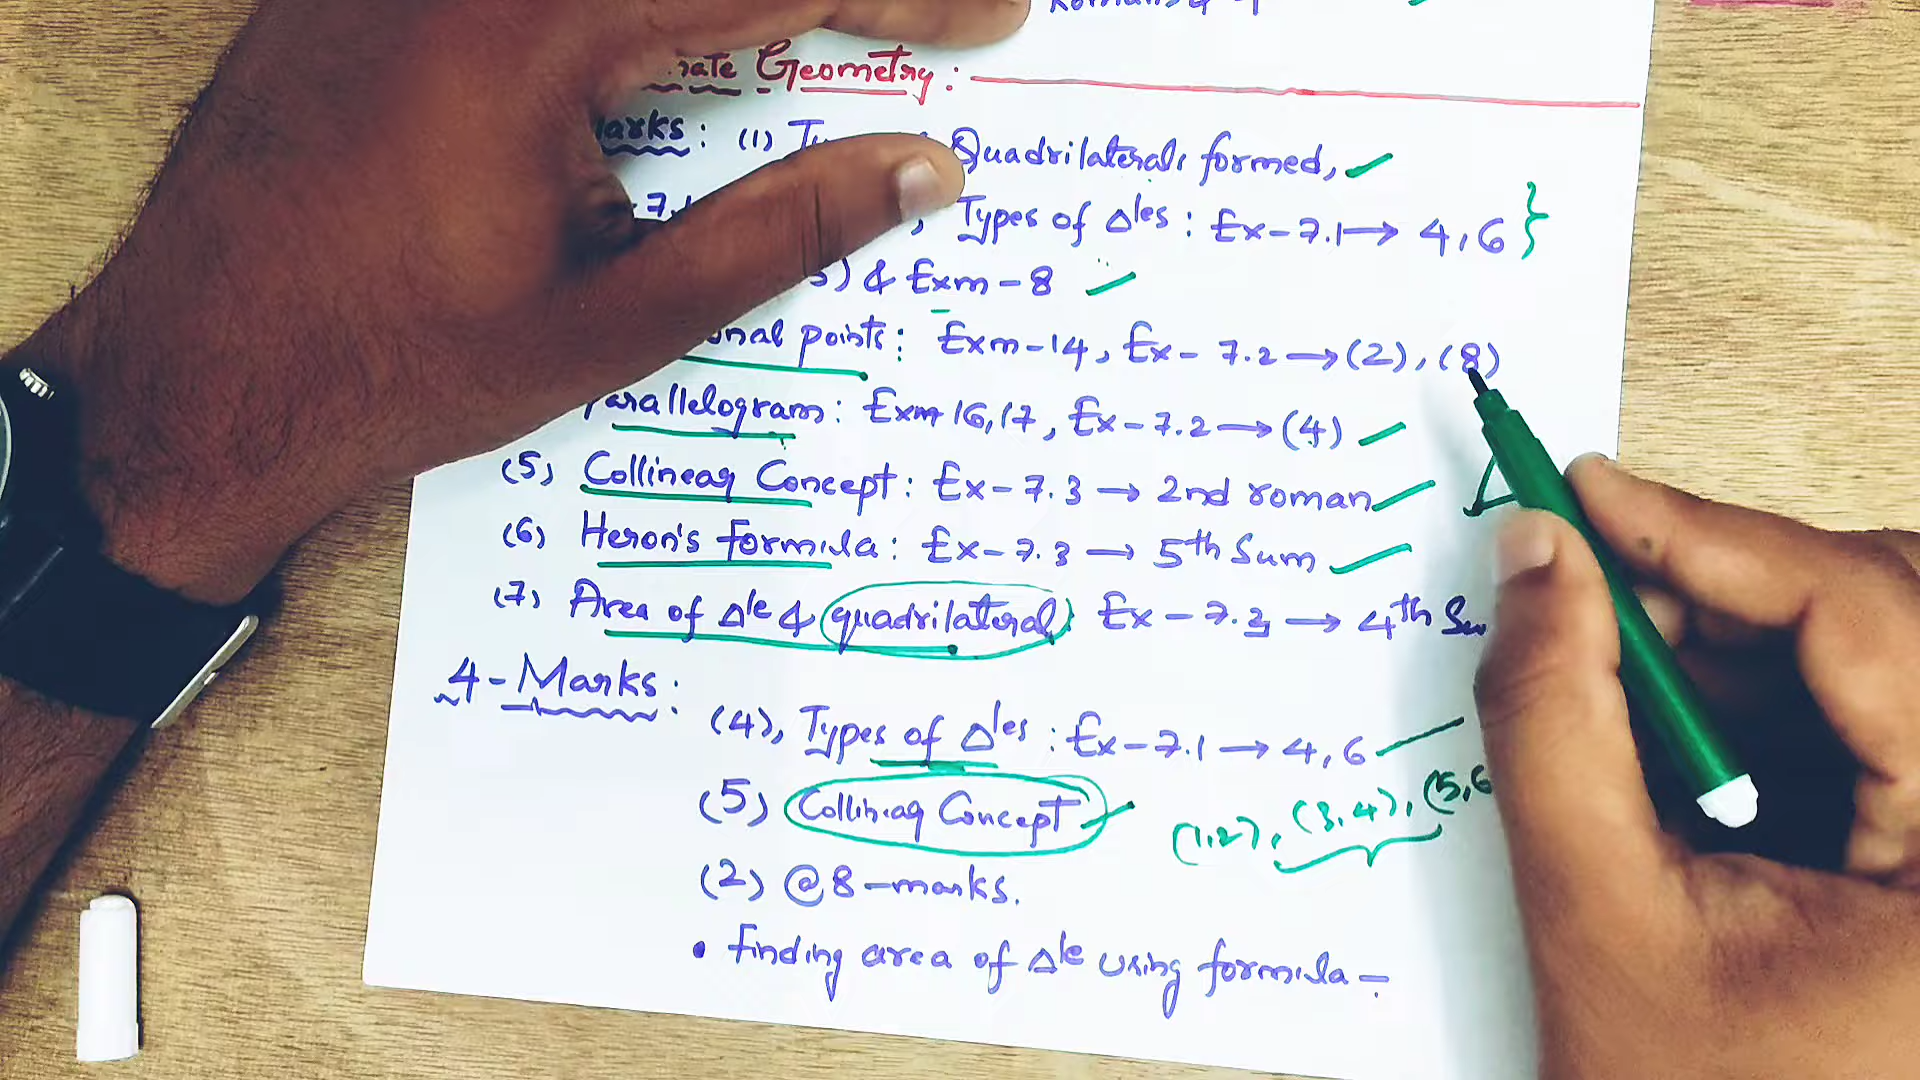 Geometry :
(1) Quadrilaterals formed,
Types of Δles : Ex-7.1 → 4, 6 }
) & Exm-8
points : Exm-14, Ex-7.2 → (2), (8)
Parallelogram : Exm 16, 17, Ex-7.2 → (4)
(5) Collinear Concept : Ex-7.3 → 2nd roman
(6) Heron's formula : Ex-7.3 → 5th Sum
(7) Area of Δle & quadrilateral : Ex-7.3 → 4th
4-Marks :
(4), Types of Δles : Ex-7.1 → 4, 6
(5) Collinear Concept (1,2), (3,4), (5,6
(2) @ 8-marks.
• finding area of Δle using formula -